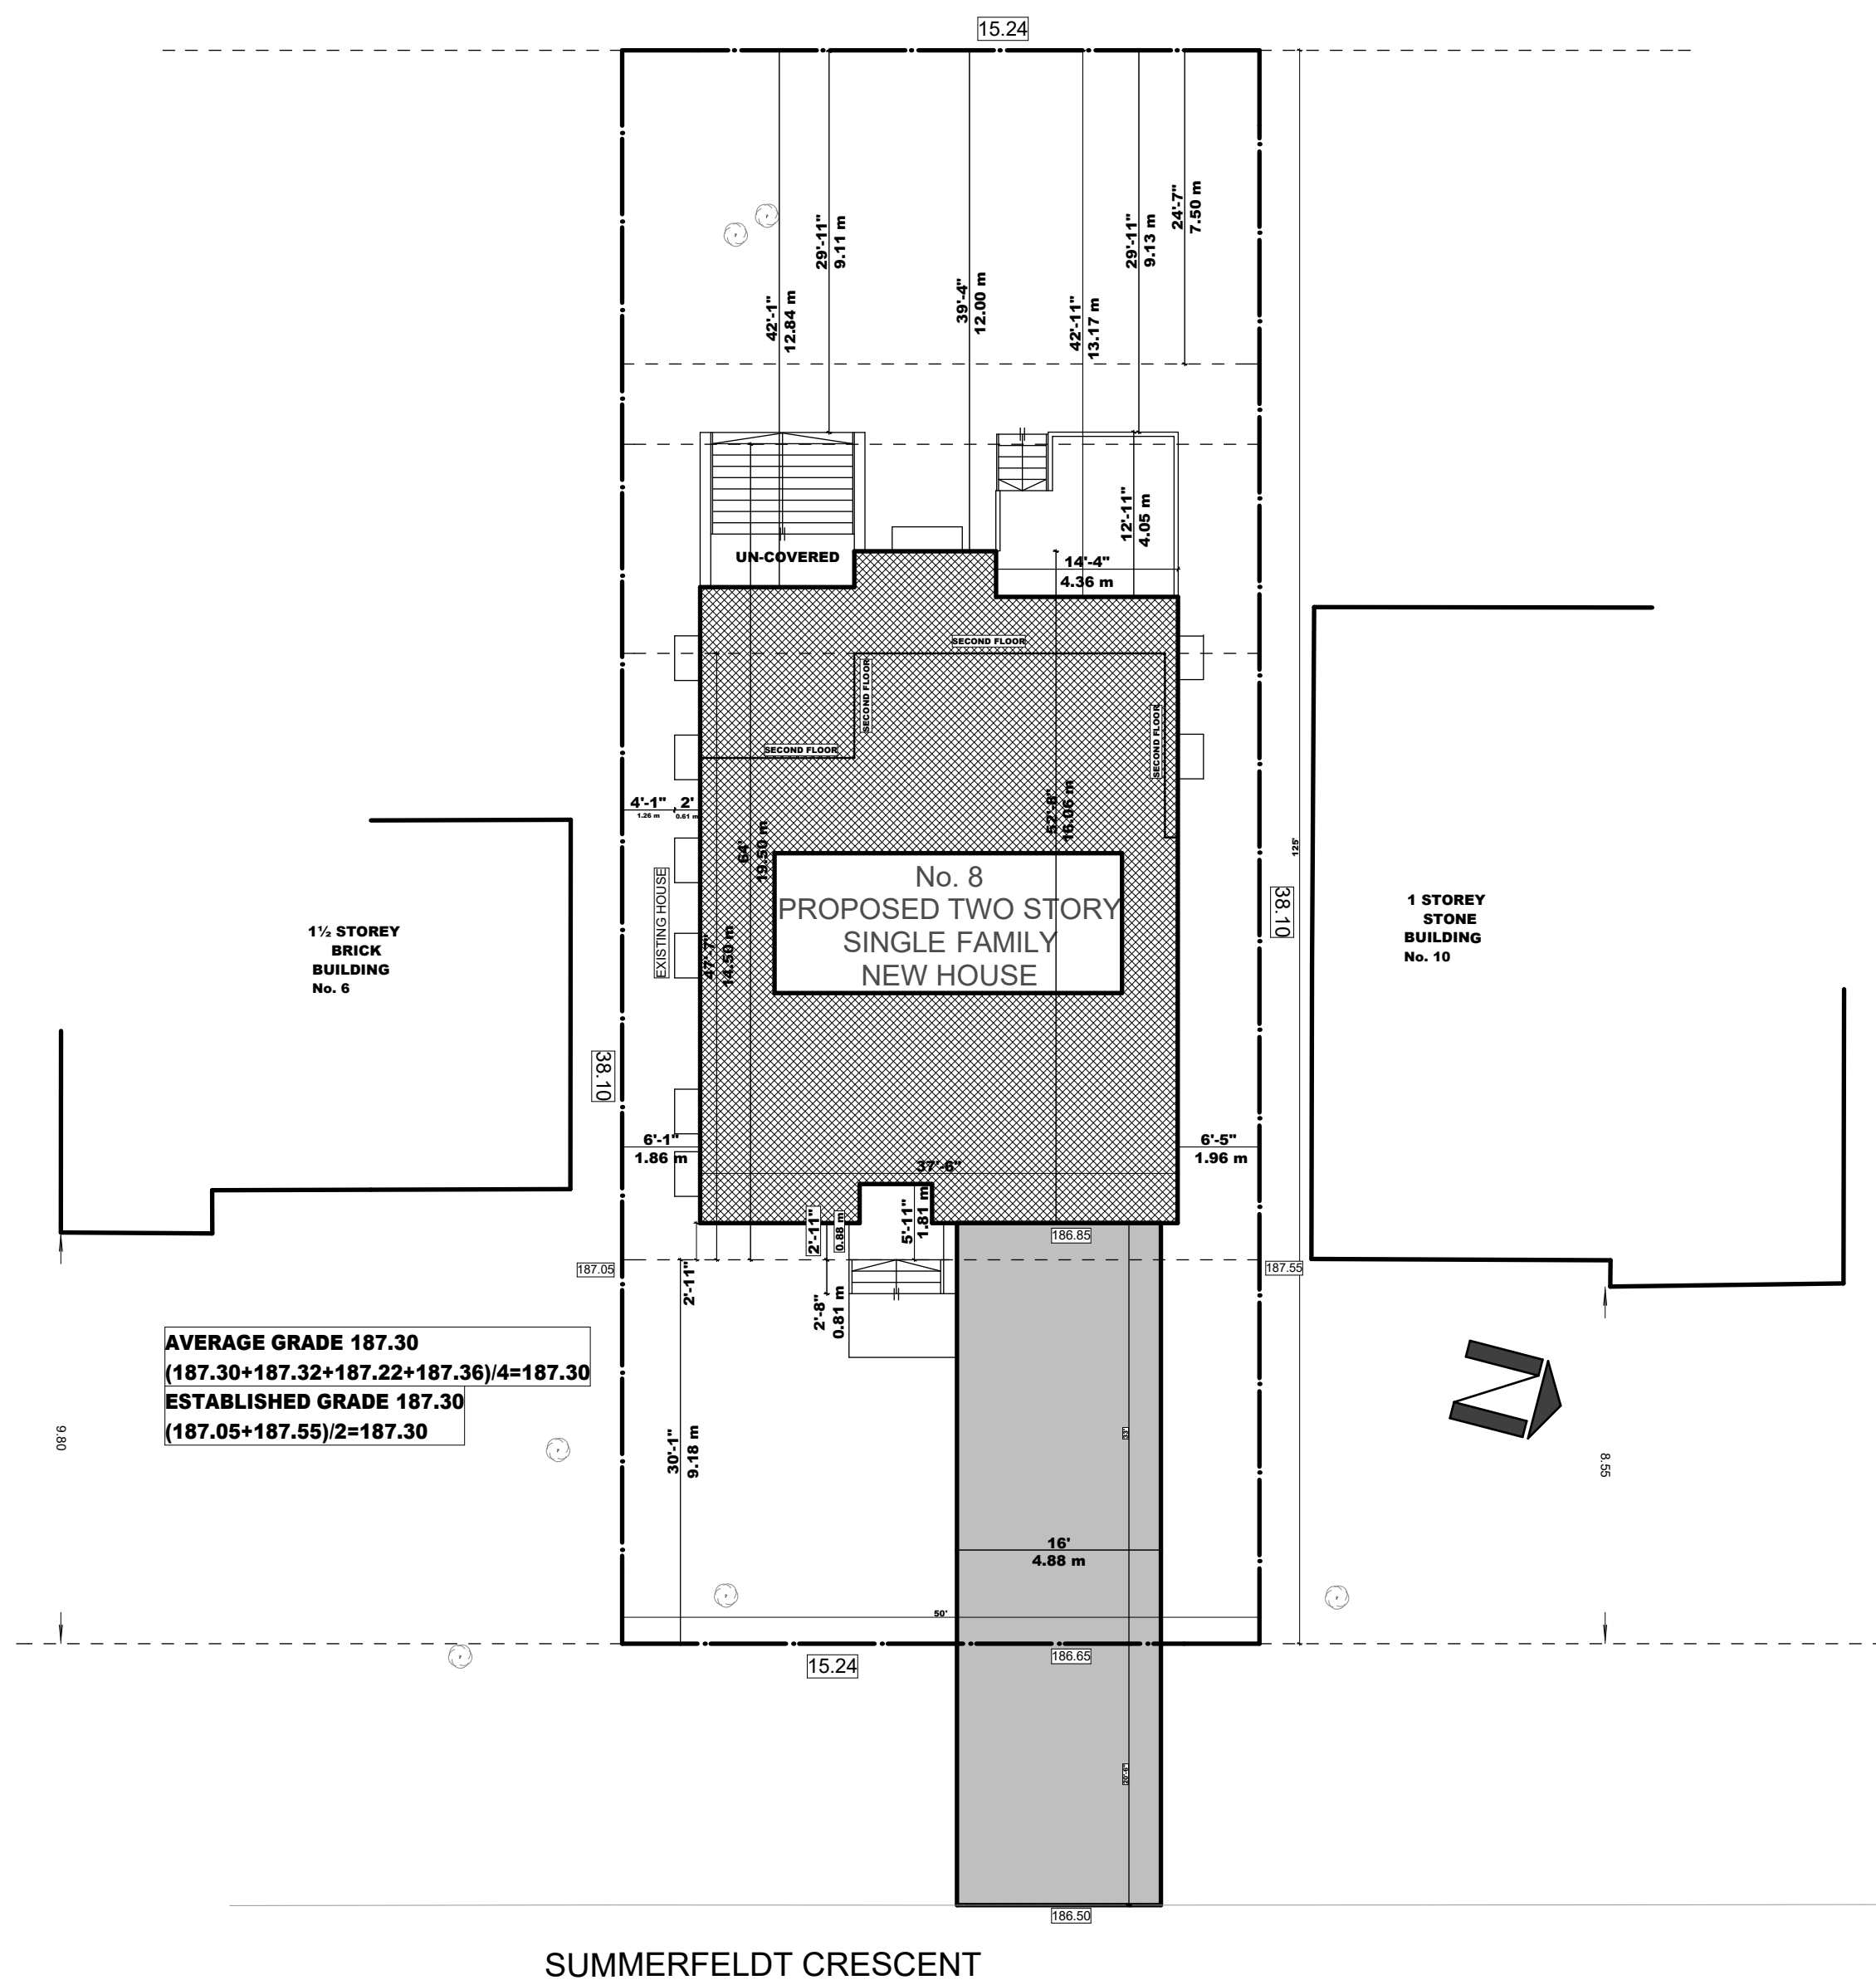 15.24
24'-7"
7.50 m
29'-11"
9.11 m
29'-11"
9.13 m
42'-1"
12.84 m
39'-4"
12.00 m
42'-11"
13.17 m
12'-11"
4.05 m
UN-COVERED
14'-4"
4.36 m
SECOND FLOOR
SECOND FLOOR
SECOND FLOOR
SECOND FLOOR
4'-1" 2'
1.26 m 0.61 m
52'-8"
16.06 m
64'
19.50 m
125'
No. 8
PROPOSED TWO STORY
SINGLE FAMILY
NEW HOUSE
EXISTING HOUSE
47'-7"
14.50 m
38.10
1½ STOREY
BRICK
BUILDING
No. 6
1 STOREY
STONE
BUILDING
No. 10
38.10
6'-1"
1.86 m
6'-5"
1.96 m
37'-6"
2'-11"
0.88 m
5'-11"
1.81 m
186.85
187.05
187.55
2'-11"
2'-8"
0.81 m
AVERAGE GRADE 187.30
(187.30+187.32+187.22+187.36)/4=187.30
ESTABLISHED GRADE 187.30
(187.05+187.55)/2=187.30
9.80
30'-1"
9.18 m
33'
8.55
16'
4.88 m
50'
15.24
186.65
186.50
SUMMERFELDT CRESCENT